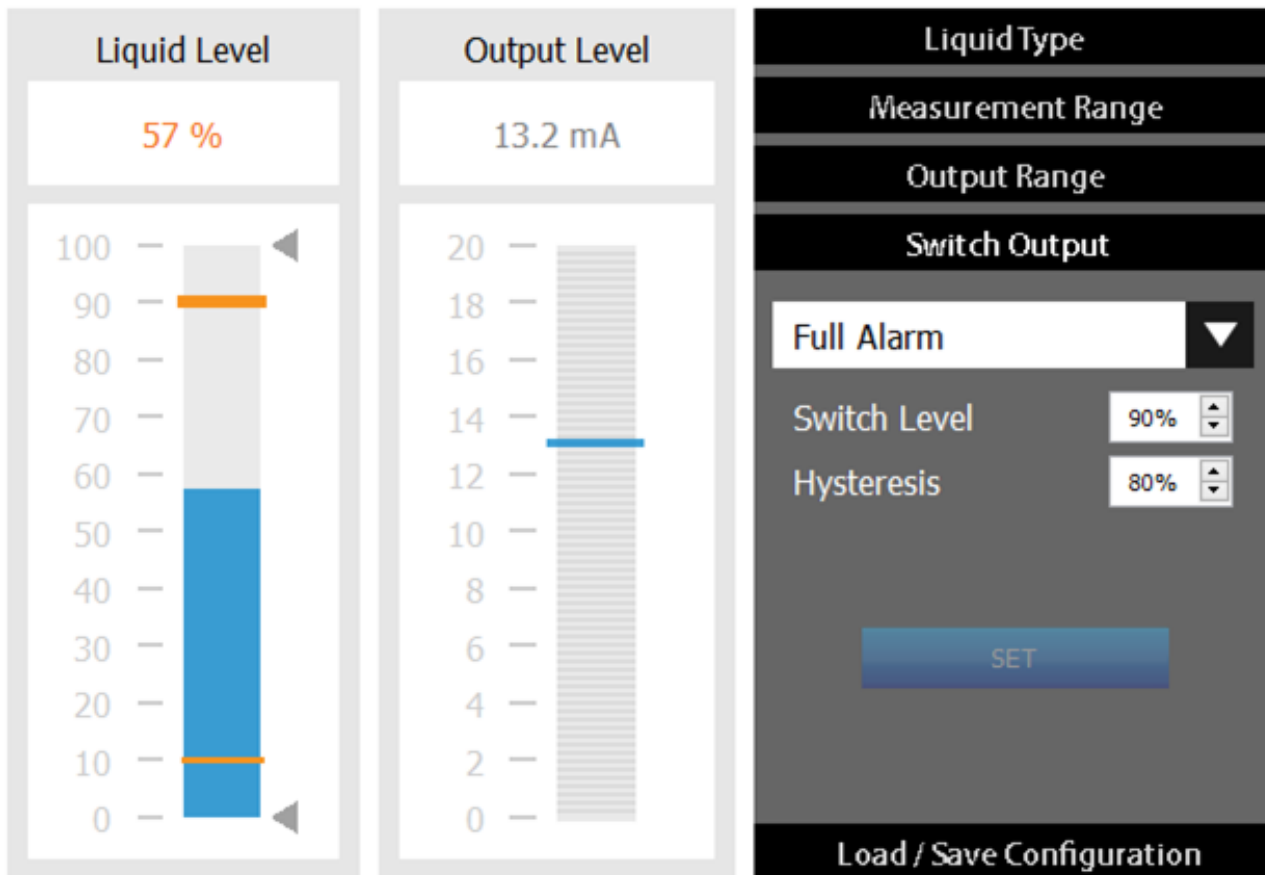 Liquid Level
57 %
100
90
80
70
60
50
40
30
20
10
0
Output Level
13.2 mA
20
18
16
14
12
10
8
6
4
2
0
Liquid Type
Measurement Range
Output Range
Switch Output
Full Alarm
Switch Level 90%
Hysteresis 80%
SET
Load / Save Configuration